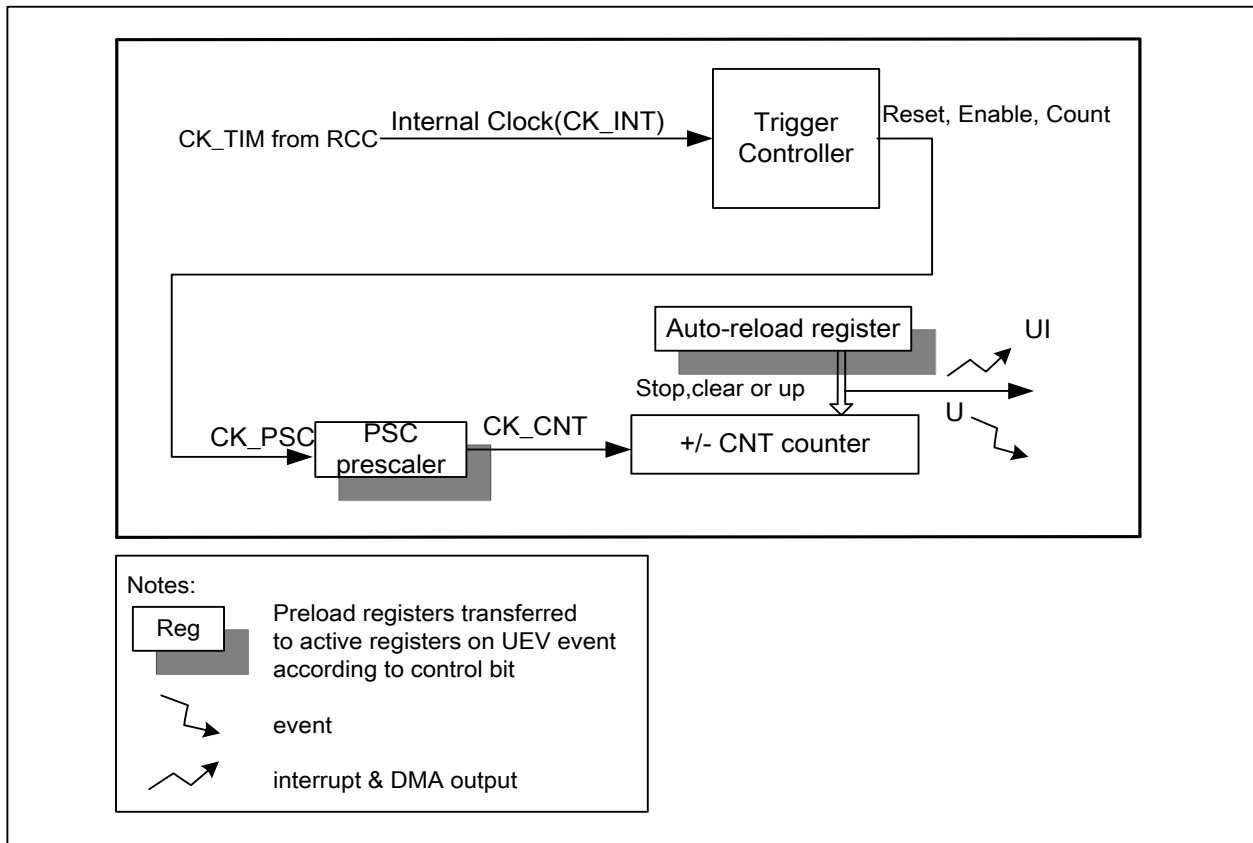 CK_TIM from RCC
Internal Clock(CK_INT)
Trigger
Controller
Reset, Enable, Count
Auto-reload register
UI
Stop,clear or up
U
CK_PSC
PSC
prescaler
CK_CNT
+/- CNT counter
Notes:
Reg
Preload registers transferred
to active registers on UEV event
according to control bit
event
interrupt & DMA output